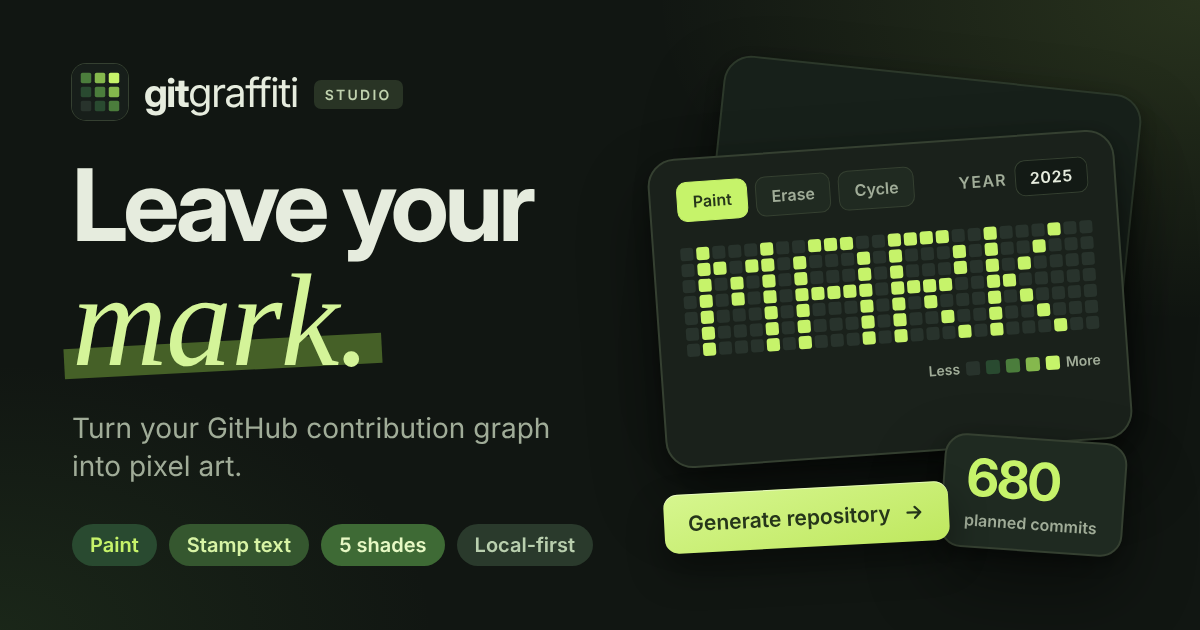 gitgraffiti STUDIO
Leave your
mark.
Turn your GitHub contribution graph
into pixel art.
Paint Stamp text 5 shades Local-first
Paint Erase Cycle YEAR 2025
MARK
Less More
Generate repository →
680
planned commits